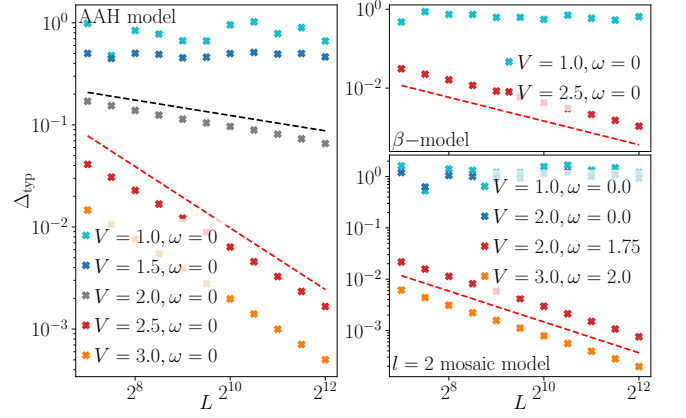 AAH model
10^0
10^{-1}
10^{-2}
10^{-3}
Δ_typ
V = 1.0, ω = 0
V = 1.5, ω = 0
V = 2.0, ω = 0
V = 2.5, ω = 0
V = 3.0, ω = 0
2^8
2^{10}
2^{12}
L
10^0
10^{-2}
V = 1.0, ω = 0
V = 2.5, ω = 0
β−model
10^0
10^{-1}
10^{-2}
10^{-3}
V = 1.0, ω = 0.0
V = 2.0, ω = 0.0
V = 2.0, ω = 1.75
V = 3.0, ω = 2.0
l = 2 mosaic model
2^8
2^{10}
2^{12}
L